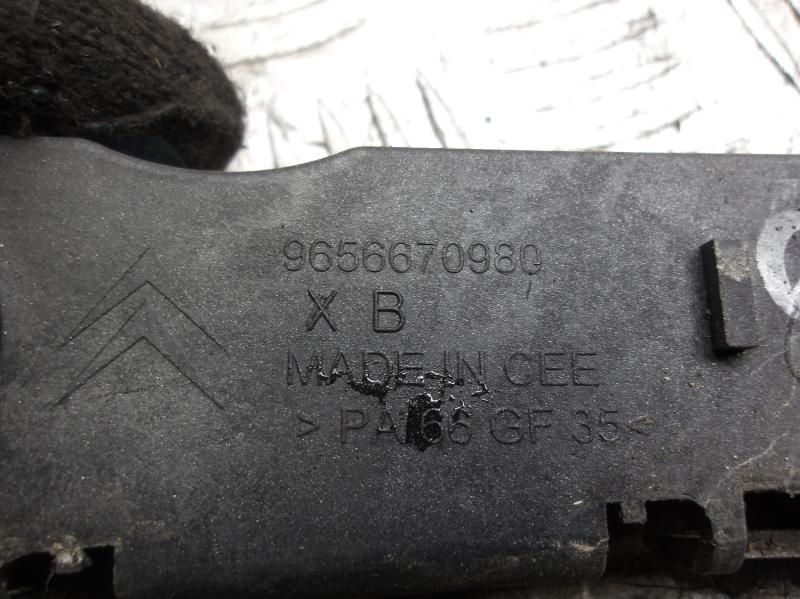 9656670980
X B
MADE IN CEE
> PA 66 GF 35 <